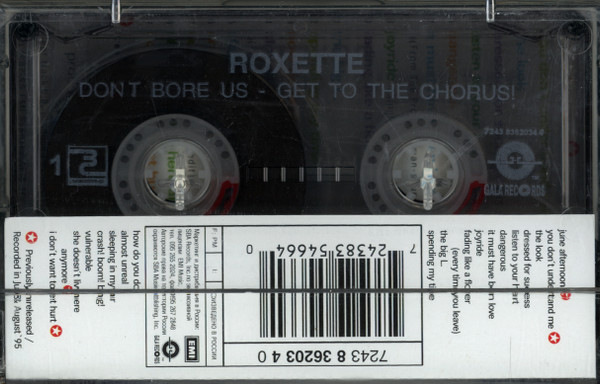 ROXETTE
DON'T BORE US - GET TO THE CHORUS!
7243 8362034 0
GALA RECORDS
1
june afternoon
you don't understand me
the look
dressed for success
listen to your heart
dangerous
it must have been love
joyride
fading like a flower
(every time you leave)
the big L.
spending my time
7 24383 54664 0
7243 8 36203 4 0
EMI
how do you do!
almost unreal
sleeping in my car
crash! boom! bang!
vulnerable
she doesn't live here
anymore
i don't want to get hurt
Previously unreleased /
Recorded in July & August '95